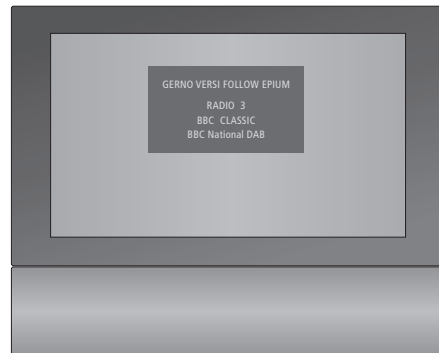 GERNO VERSI FOLLOW EPIUM
RADIO 3
BBC CLASSIC
BBC National DAB